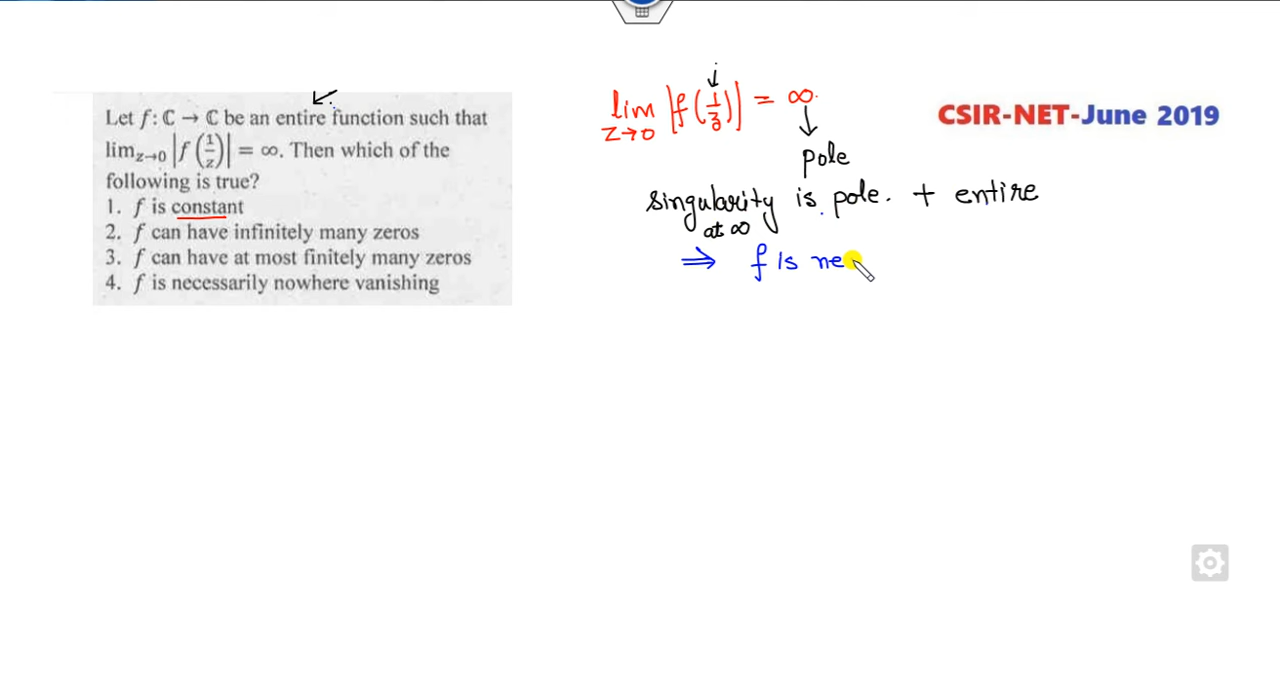 Let f: ℂ → ℂ be an entire function such that
lim_{z→0} |f(1/z)| = ∞. Then which of the
following is true?
1. f is constant
2. f can have infinitely many zeros
3. f can have at most finitely many zeros
4. f is necessarily nowhere vanishing
lim_{z→0} |f(1/z)| = ∞.
pole
CSIR-NET-June 2019
singularity is pole. + entire
at ∞
⇒ f is ne